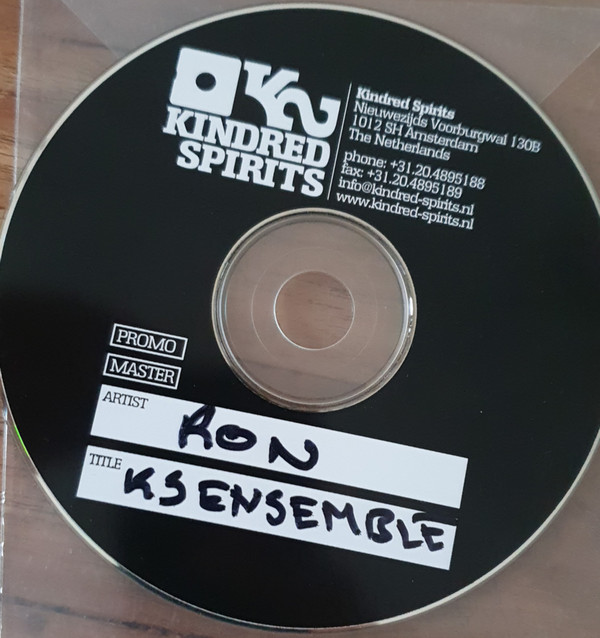 KINDRED
SPIRITS
Kindred Spirits
Nieuwezijds Voorburgwal 130B
1012 SH Amsterdam
The Netherlands
phone: +31.20.4895188
fax: +31.20.4895189
info@kindred-spirits.nl
www.kindred-spirits.nl
PROMO
MASTER
ARTIST RON
TITLE KS ENSEMBLE